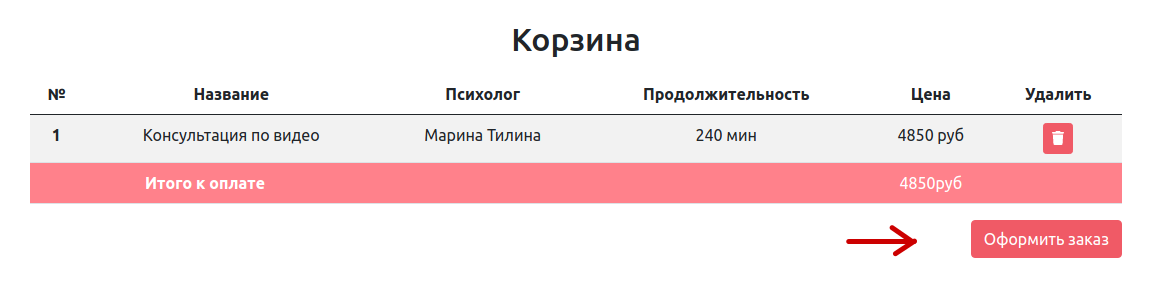 Корзина
№ Название Психолог Продолжительность Цена Удалить
1 Консультация по видео Марина Тилина 240 мин 4850 руб
Итого к оплате 4850руб
Оформить заказ